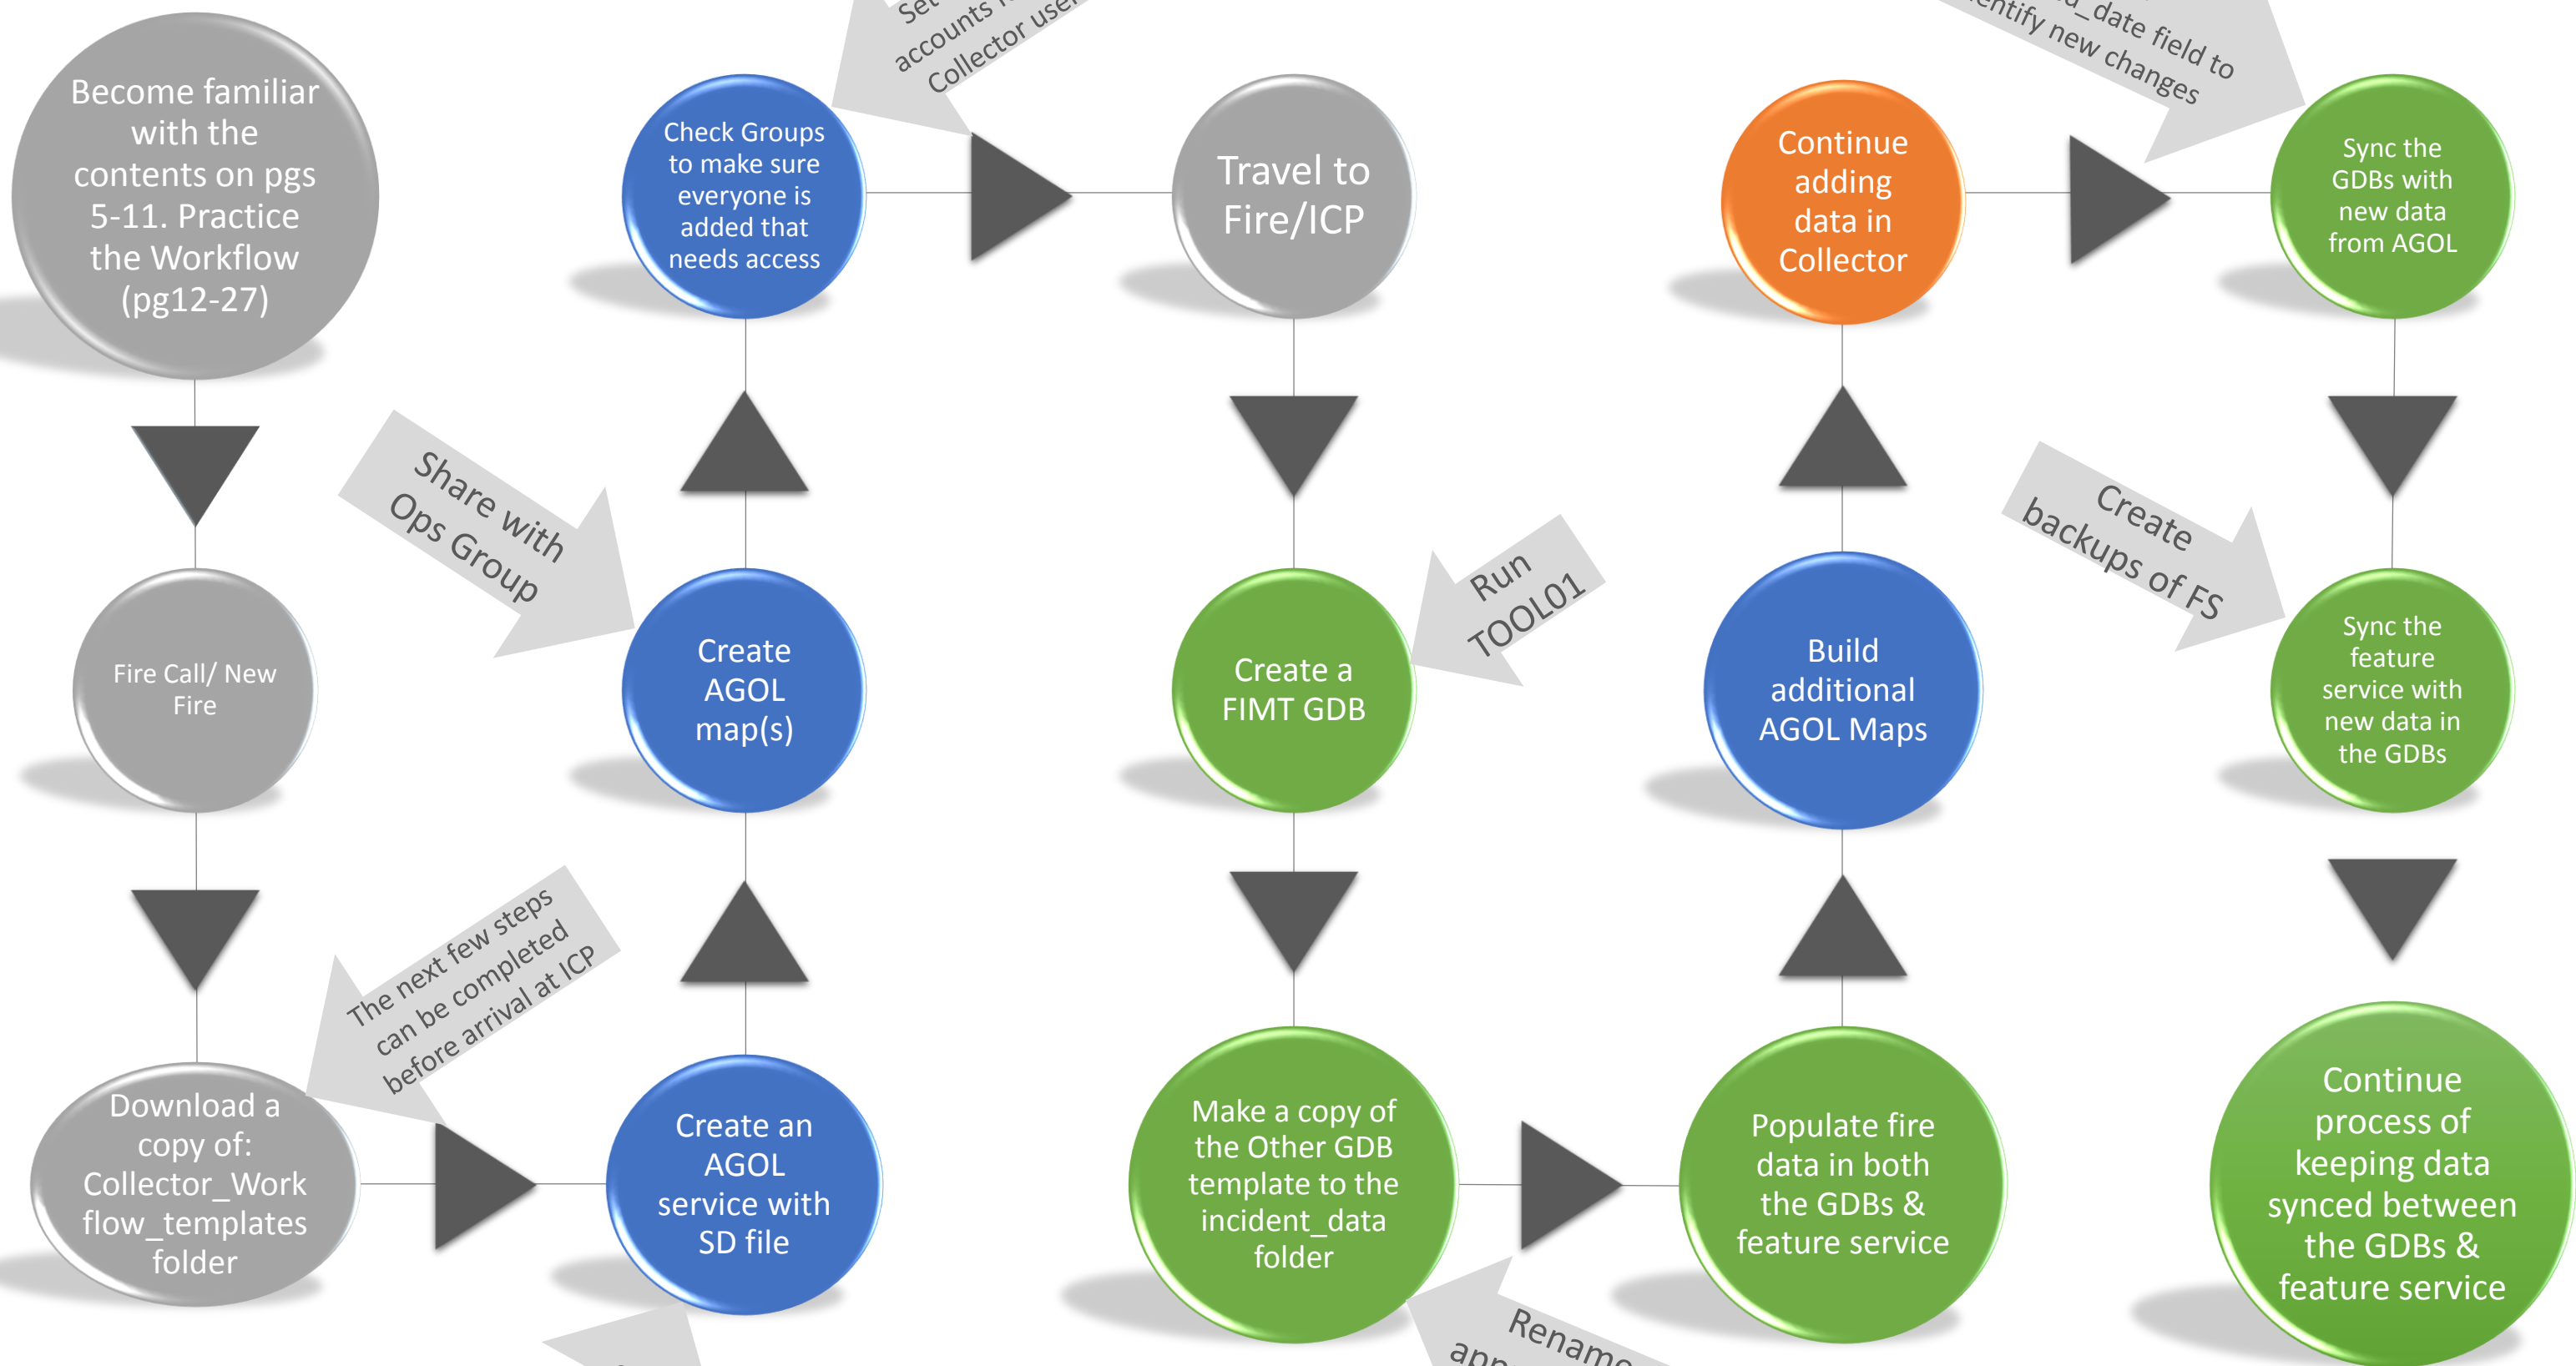 Become familiar
with the
contents on pgs
5-11. Practice
the Workflow
(pg12-27)
Fire Call/ New
Fire
Download a
copy of:
Collector_Work
flow_templates
folder
The next few steps
can be completed
before arrival at ICP
Create an
AGOL
service with
SD file
Create
AGOL
map(s)
Share with
Ops Group
Check Groups
to make sure
everyone is
added that
needs access
Set
accounts
Collector
Travel to
Fire/ICP
Create a
FIMT GDB
Run
TOOL01
Make a copy of
the Other GDB
template to the
incident_data
folder
Rename
Populate fire
data in both
the GDBs &
feature service
Build
additional
AGOL Maps
Continue
adding
data in
Collector
_date field to
identify new changes
Sync the
GDBs with
new data
from AGOL
Create
backups of FS
Sync the
feature
service with
new data in
the GDBs
Continue
process of
keeping data
synced between
the GDBs &
feature service